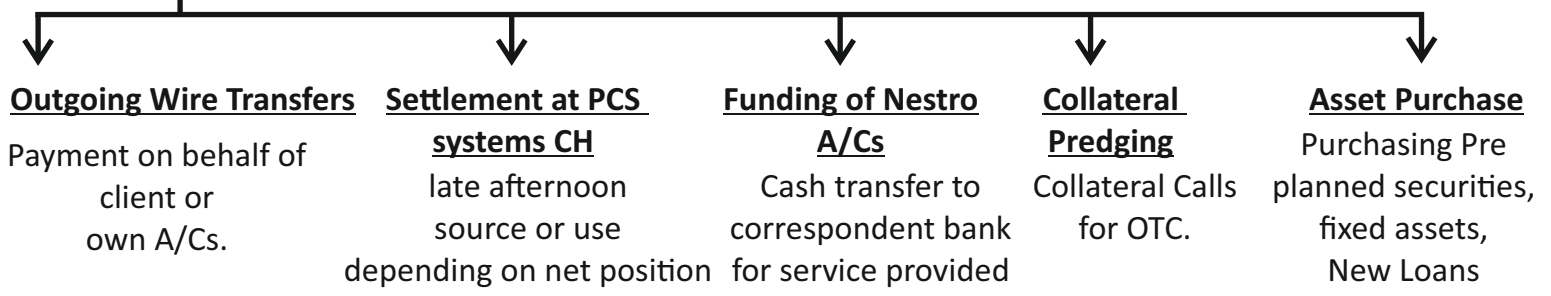 Outgoing Wire Transfers
Payment on behalf of
client or
own A/Cs.
Settlement at PCS
systems CH
late afternoon
source or use
depending on net position
Funding of Nestro
A/Cs
Cash transfer to
correspondent bank
for service provided
Collateral
Predging
Collateral Calls
for OTC.
Asset Purchase
Purchasing Pre
planned securities,
fixed assets,
New Loans